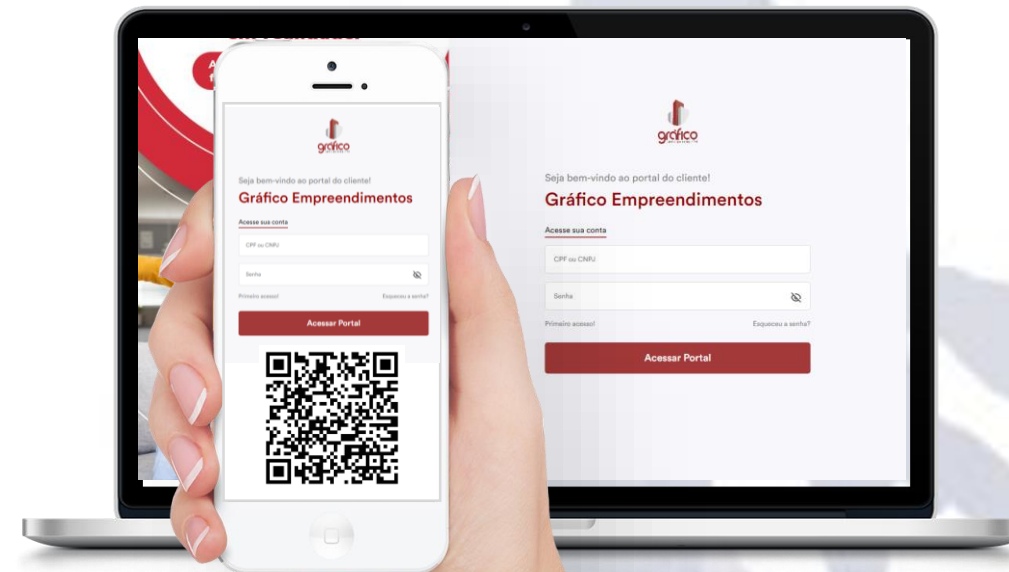 gráfico
Seja bem-vindo ao portal do cliente!
Gráfico Empreendimentos
Acesse sua conta
CPF ou CNPJ
Senha
Primeiro acesso! Esqueceu a senha?
Acessar Portal
gráfico
Seja bem-vindo ao portal do cliente!
Gráfico Empreendimentos
Acesse sua conta
CPF ou CNPJ
Senha
Primeiro acesso! Esqueceu a senha?
Acessar Portal